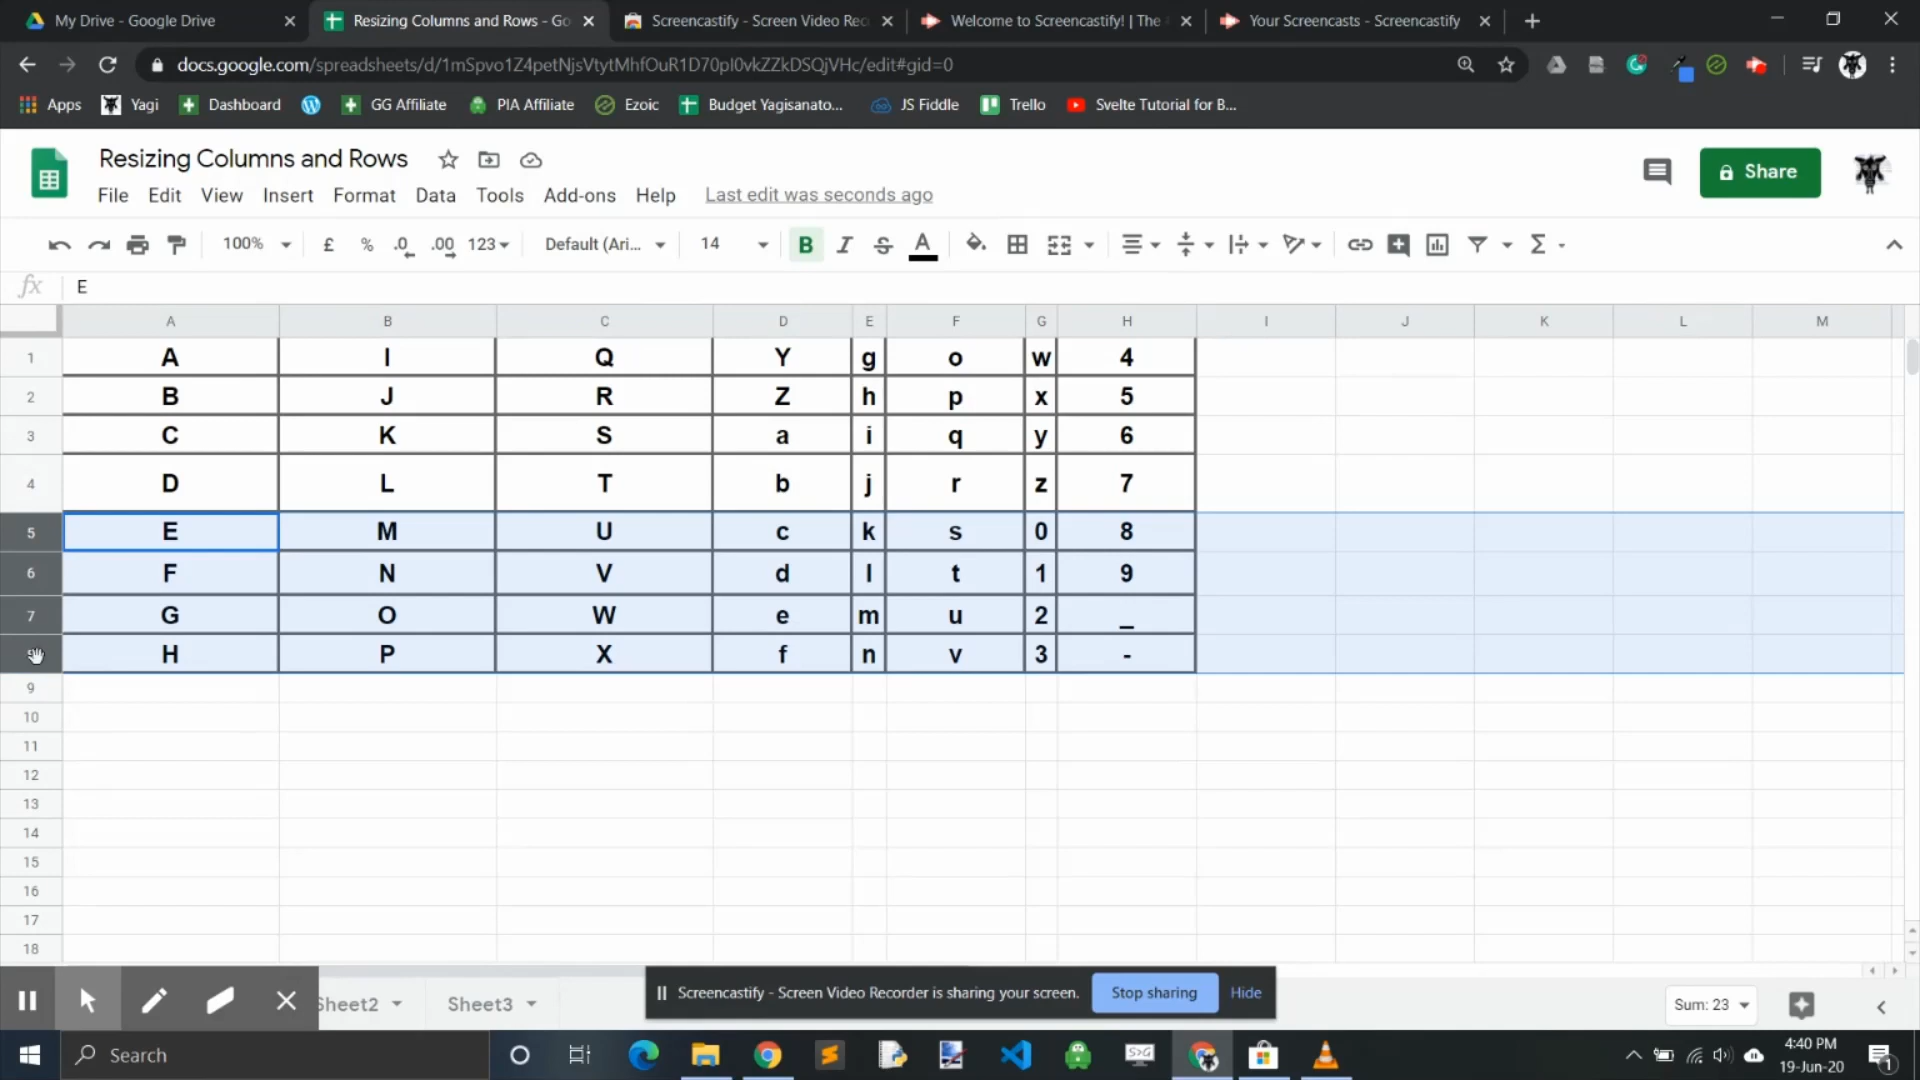 My Drive - Google Drive
Resizing Columns and Rows - Go
Screencastify - Screen Video Rec
Welcome to Screencastify! | The
Your Screencasts - Screencastify
docs.google.com/spreadsheets/d/1mSpvo1Z4petNjsVtytMhfOuR1D70pI0vkZZkDSQjVHc/edit#gid=0
Apps Yagi Dashboard GG Affiliate PIA Affiliate Ezoic Budget Yagisanato... JS Fiddle Trello Svelte Tutorial for B...
Resizing Columns and Rows
Share
File Edit View Insert Format Data Tools Add-ons Help Last edit was seconds ago
100% £ % .0 .00 123 Default (Ari... 14 B I S A Σ
fx E
A B C D E F G H I J K L M
1 A I Q Y g o w 4
2 B J R Z h p x 5
3 C K S a i q y 6
4 D L T b j r z 7
5 E M U c k s 0 8
6 F N V d l t 1 9
7 G O W e m u 2 _
H P X f n v 3 -
9
10
11
12
13
14
15
16
17
18
Sheet2 Sheet3
Screencastify - Screen Video Recorder is sharing your screen. Stop sharing Hide
Sum: 23
Search
4:40 PM
19-Jun-20
1